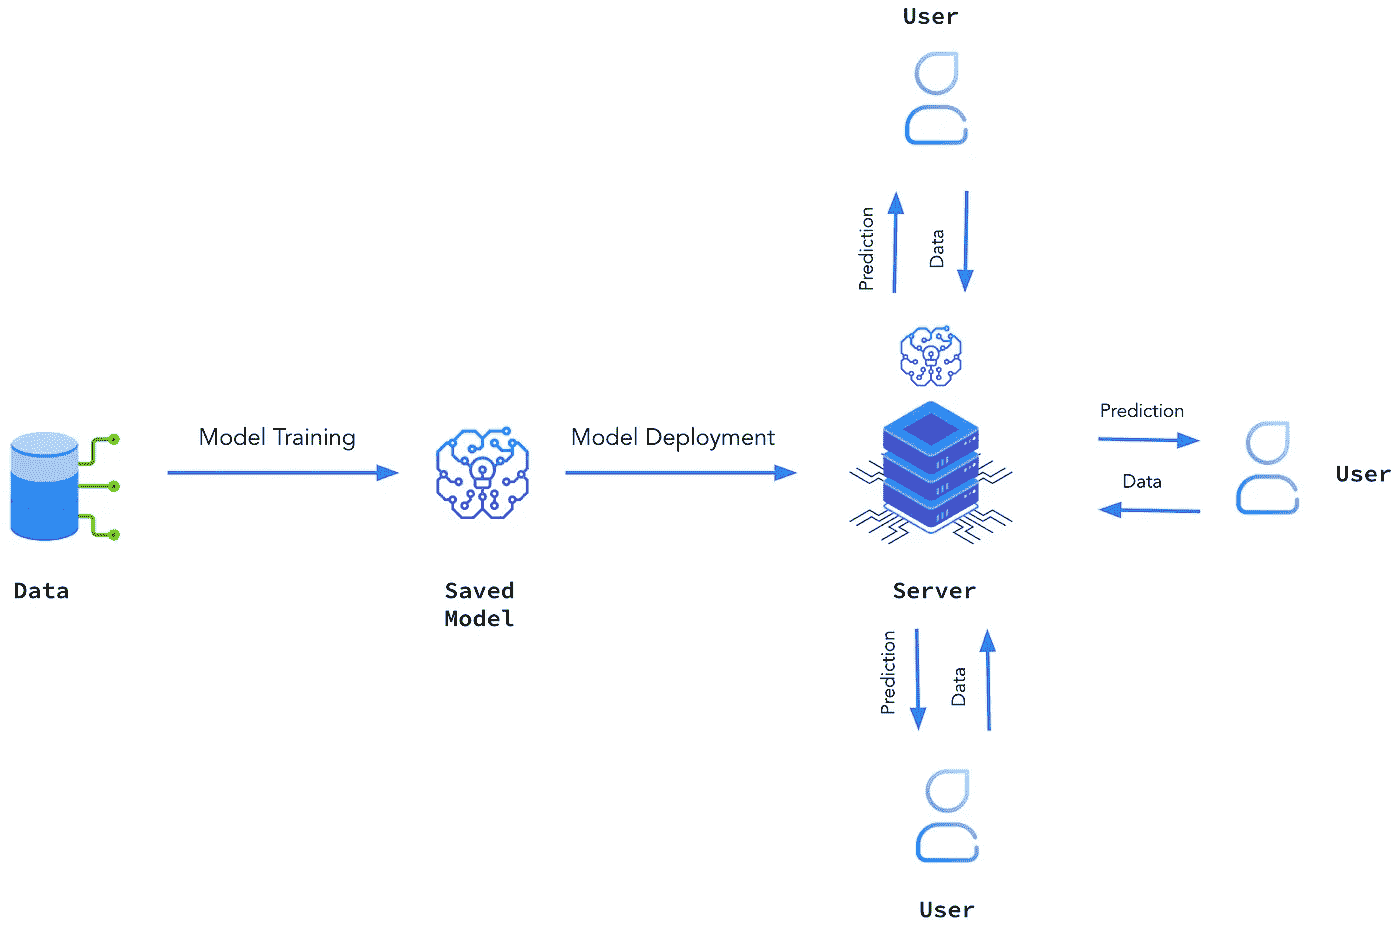 User
Prediction
Data
Model Training
Model Deployment
Prediction
Data
User
Data
Saved
Model
Server
Prediction
Data
User